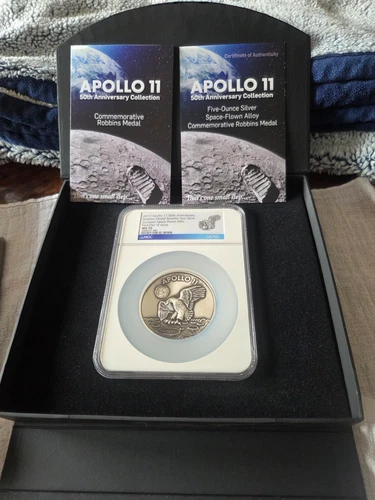 APOLLO 11
50th Anniversary Collection
Commemorative
Robbins Medal
That's one small step...
Certificate of Authenticity
APOLLO 11
50th Anniversary Collection
Five-Ounce Silver
Space-Flown Alloy
Commemorative Robbins Medal
That's one small step...
APOLLO 11